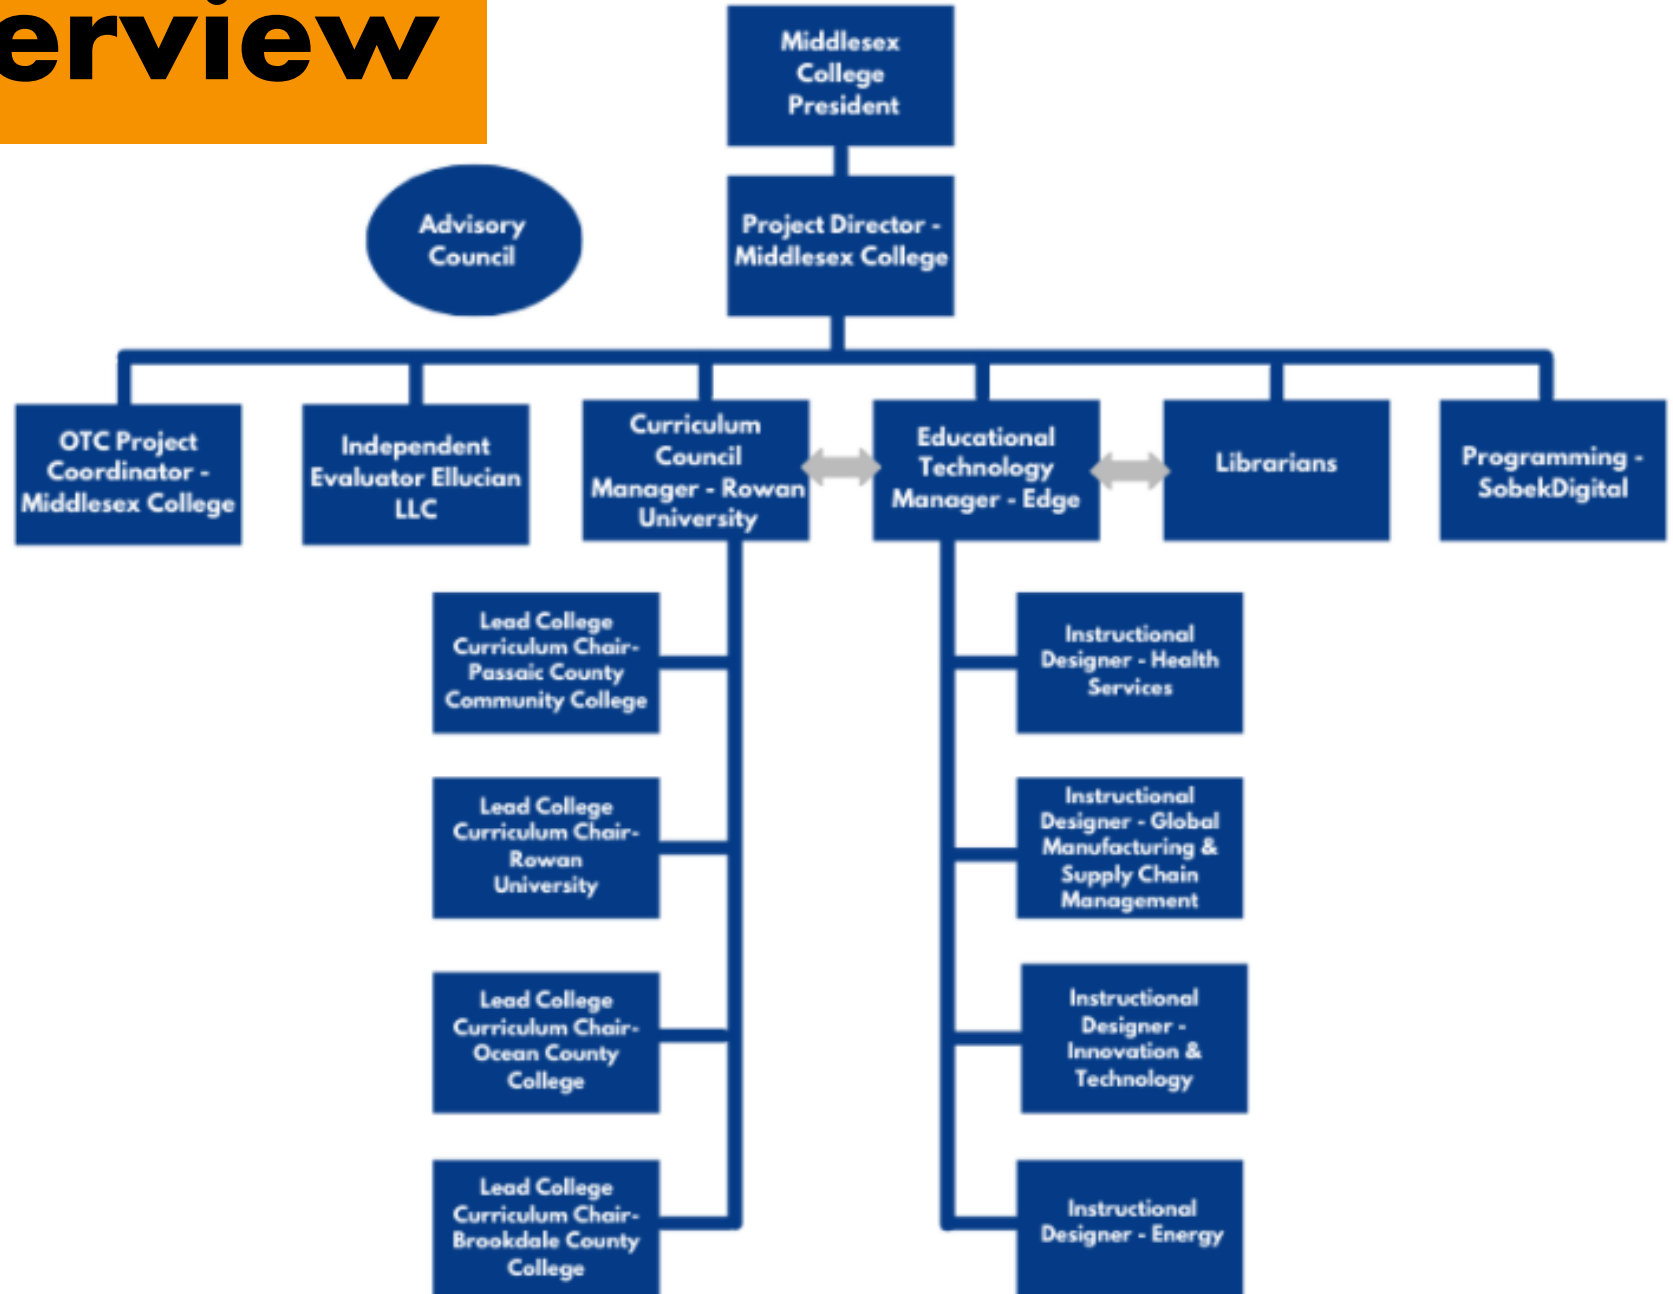 erview
Middlesex
College
President
Advisory
Council
Project Director -
Middlesex College
OTC Project
Coordinator -
Middlesex College
Independent
Evaluator Ellucian
LLC
Curriculum
Council
Manager - Rowan
University
Educational
Technology
Manager - Edge
Librarians
Programming -
SobekDigital
Lead College
Curriculum Chair-
Passaic County
Community College
Instructional
Designer - Health
Services
Lead College
Curriculum Chair-
Rowan
University
Instructional
Designer - Global
Manufacturing &
Supply Chain
Management
Lead College
Curriculum Chair-
Ocean County
College
Instructional
Designer -
Innovation &
Technology
Lead College
Curriculum Chair-
Brookdale County
College
Instructional
Designer - Energy